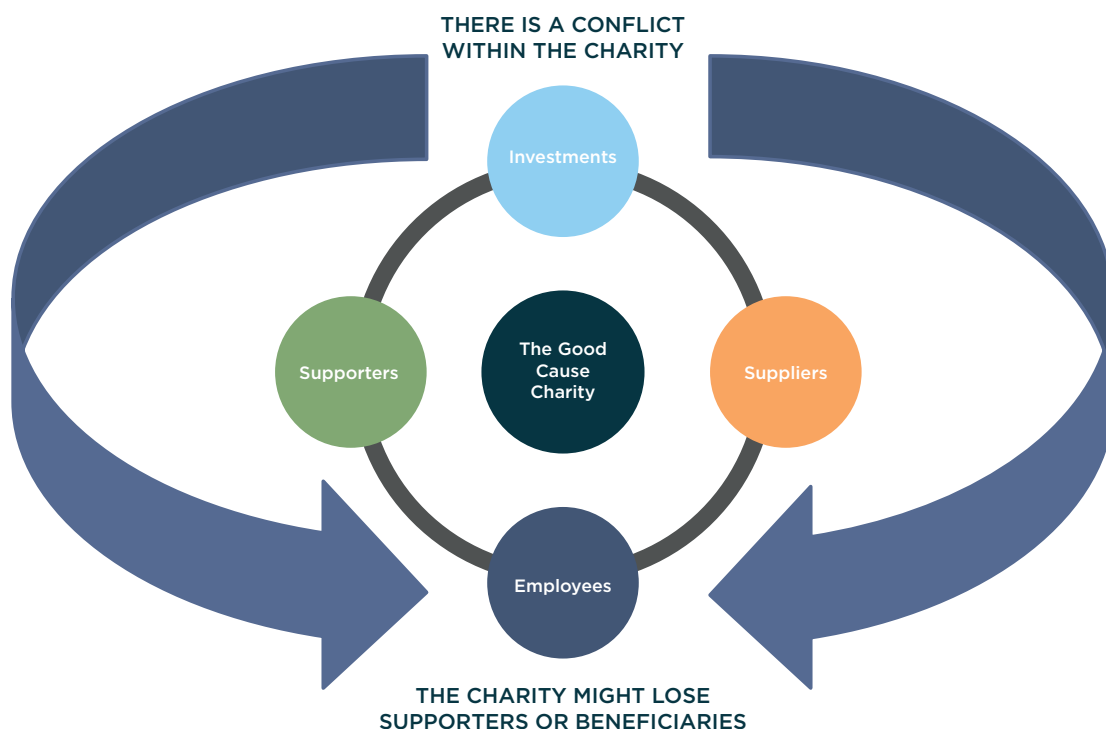 THERE IS A CONFLICT
WITHIN THE CHARITY
Investments
Supporters
The Good
Cause
Charity
Suppliers
Employees
THE CHARITY MIGHT LOSE
SUPPORTERS OR BENEFICIARIES